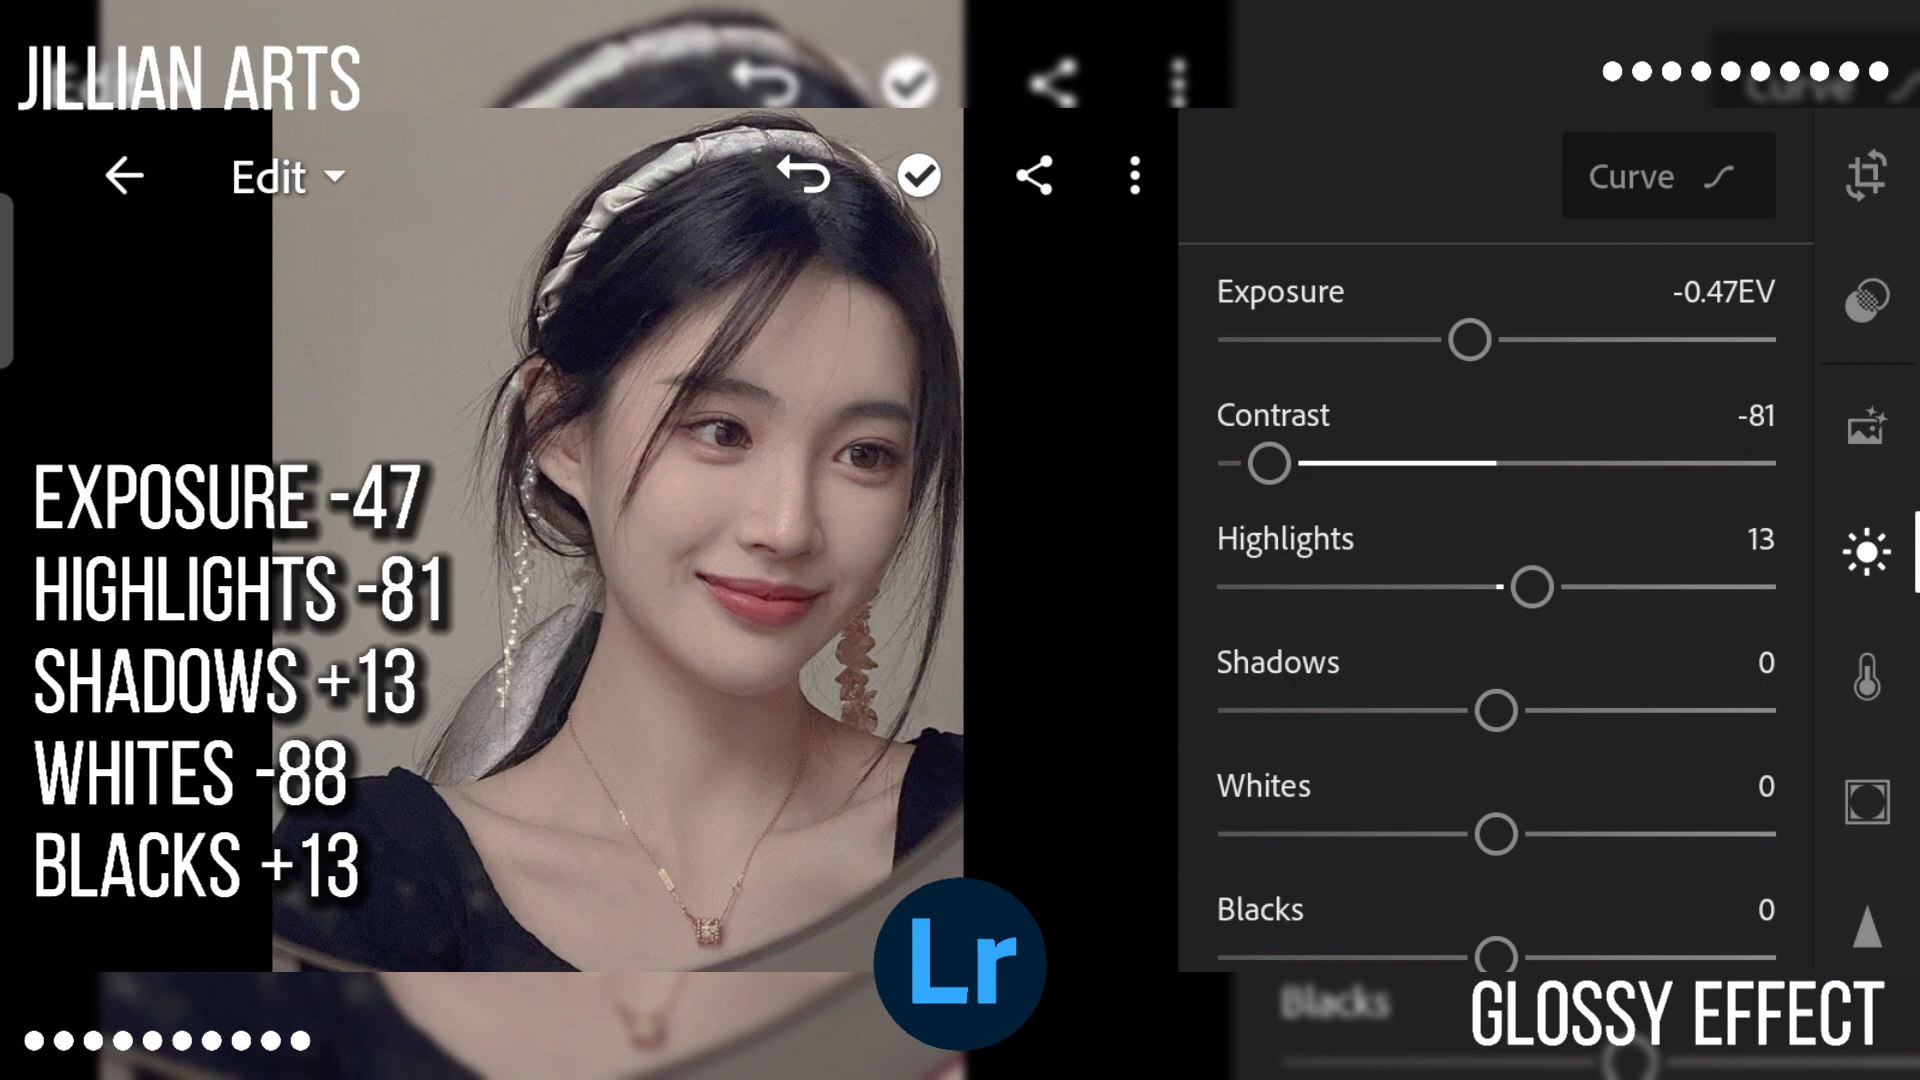 JILLIAN ARTS
Edit
Curve
Exposure -0.47EV
Contrast -81
Highlights 13
Shadows 0
Whites 0
Blacks 0
EXPOSURE -47
HIGHLIGHTS -81
SHADOWS +13
WHITES -88
BLACKS +13
Lr
Blacks
GLOSSY EFFECT